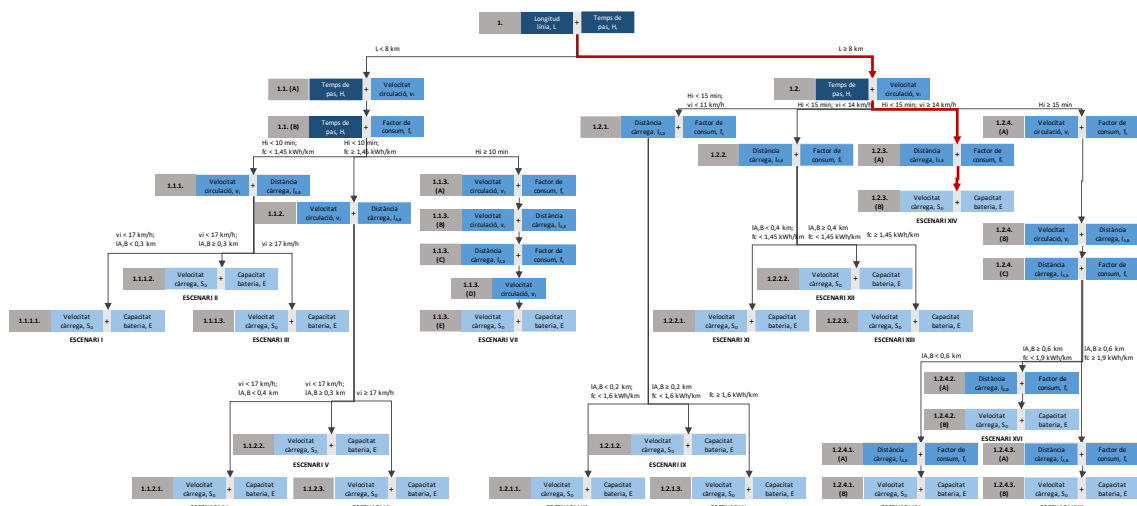 1.
Longitud
línia, L
+
Temps de
pas, Hᵢ
L < 8 km
L ≥ 8 km
1.1. (A)
Temps de
pas, Hᵢ
+
Velocitat
circulació, vᵢ
1.2.
Temps de
pas, Hᵢ
+
Velocitat
circulació, vᵢ
1.1. (B)
Temps de
pas, Hᵢ
+
Factor de
consum, f꜀
Hi < 15 min;
vi < 11 km/h
Hi < 15 min; vi < 14 km/h
Hi < 15 min; vi ≥ 14 km/h
Hi ≥ 15 min
1.2.1.
Distància
càrrega, lA,B
+
Factor de
consum, f꜀
1.2.2.
Distància
càrrega, lA,B
+
Factor de
consum, f꜀
1.2.3.
(A)
Distància
càrrega, lA,B
+
Factor de
consum, f꜀
1.2.4.
(A)
Velocitat
circulació, vᵢ
+
Factor de
consum, f꜀
Hi < 10 min;
fc < 1,45 kWh/km
Hi < 10 min;
fc ≥ 1,45 kWh/km
Hi ≥ 10 min
1.1.1.
Velocitat
circulació, vᵢ
+
Distància
càrrega, lA,B
1.1.2.
Velocitat
circulació, vᵢ
+
Distància
càrrega, lA,B
1.1.3.
(A)
Velocitat
circulació, vᵢ
+
Factor de
consum, f꜀
1.1.3.
(B)
Velocitat
circulació, vᵢ
+
Distància
càrrega, lA,B
1.1.3.
(C)
Distància
càrrega, lA,B
+
Factor de
consum, f꜀
1.1.3.
(D)
Velocitat
circulació, vᵢ
1.1.3.
(E)
Velocitat
càrrega, SD
+
Capacitat
bateria, E
ESCENARI VII
1.2.3.
(B)
Velocitat
càrrega, SD
+
Capacitat
bateria, E
ESCENARI XIV
1.2.4.
(B)
Velocitat
circulació, vᵢ
+
Distància
càrrega, lA,B
1.2.4.
(C)
Distància
càrrega, lA,B
+
Factor de
consum, f꜀
vi < 17 km/h;
lA,B < 0,3 km
vi < 17 km/h;
lA,B ≥ 0,3 km
vi ≥ 17 km/h
1.1.1.2.
Velocitat
càrrega, SD
+
Capacitat
bateria, E
ESCENARI II
1.1.1.1.
Velocitat
càrrega, SD
+
Capacitat
bateria, E
ESCENARI I
1.1.1.3.
Velocitat
càrrega, SD
+
Capacitat
bateria, E
ESCENARI III
lA,B < 0,4 km;
fc < 1,45 kWh/km
lA,B ≥ 0,4 km
fc < 1,45 kWh/km
fc ≥ 1,45 kWh/km
1.2.2.2.
Velocitat
càrrega, SD
+
Capacitat
bateria, E
ESCENARI XII
1.2.2.1.
Velocitat
càrrega, SD
+
Capacitat
bateria, E
ESCENARI XI
1.2.2.3.
Velocitat
càrrega, SD
+
Capacitat
bateria, E
ESCENARI XIII
vi < 17 km/h;
lA,B < 0,4 km
vi < 17 km/h;
lA,B ≥ 0,3 km
vi ≥ 17 km/h
1.1.2.2.
Velocitat
càrrega, SD
+
Capacitat
bateria, E
ESCENARI V
1.1.2.1.
Velocitat
càrrega, SD
+
Capacitat
bateria, E
1.1.2.3.
Velocitat
càrrega, SD
+
Capacitat
bateria, E
lA,B < 0,2 km;
fc < 1,6 kWh/km
lA,B ≥ 0,2 km
fc < 1,6 kWh/km
fc ≥ 1,6 kWh/km
1.2.1.2.
Velocitat
càrrega, SD
+
Capacitat
bateria, E
ESCENARI IX
1.2.1.1.
Velocitat
càrrega, SD
+
Capacitat
bateria, E
1.2.1.3.
Velocitat
càrrega, SD
+
Capacitat
bateria, E
lA,B < 0,6 km
lA,B ≥ 0,6 km
fc < 1,9 kWh/km
lA,B ≥ 0,6 km
fc ≥ 1,9 kWh/km
1.2.4.2.
(A)
Distància
càrrega, lA,B
+
Factor de
consum, f꜀
1.2.4.2.
(B)
Velocitat
càrrega, SD
+
Capacitat
bateria, E
ESCENARI XVI
1.2.4.1.
(A)
Distància
càrrega, lA,B
+
Factor de
consum, f꜀
1.2.4.3.
(A)
Distància
càrrega, lA,B
+
Factor de
consum, f꜀
1.2.4.1.
(B)
Velocitat
càrrega, SD
+
Capacitat
bateria, E
1.2.4.3.
(B)
Velocitat
càrrega, SD
+
Capacitat
bateria, E